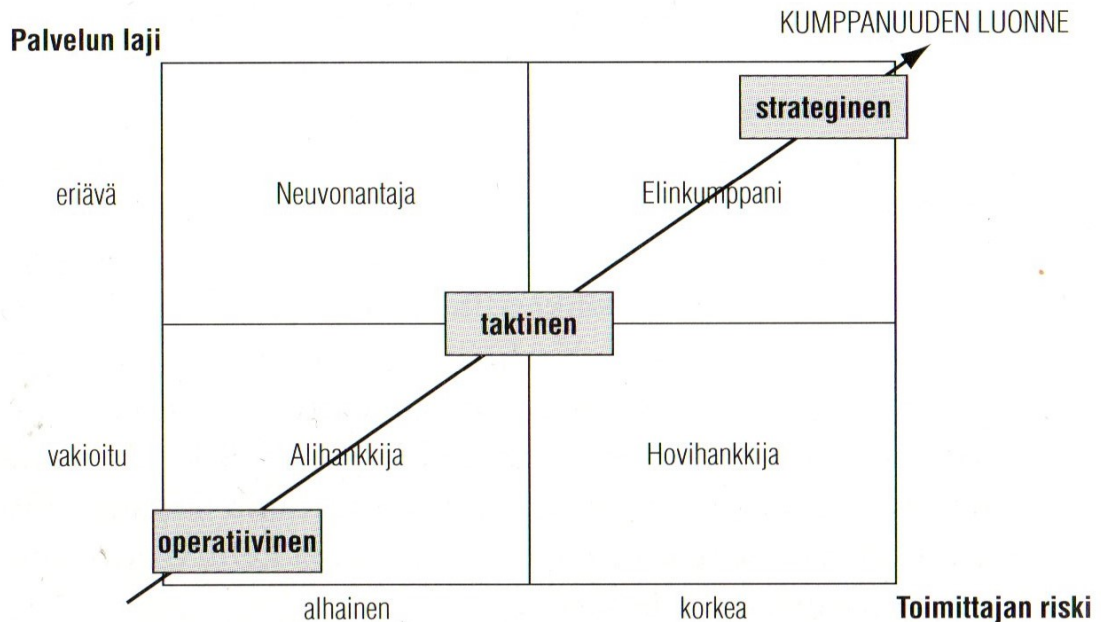 KUMPPANUUDEN LUONNE
Palvelun laji
strateginen
eriävä
Neuvonantaja
Elinkumppani
taktinen
vakioitu
Alihankkija
Hovihankkija
operatiivinen
alhainen
korkea
Toimittajan riski